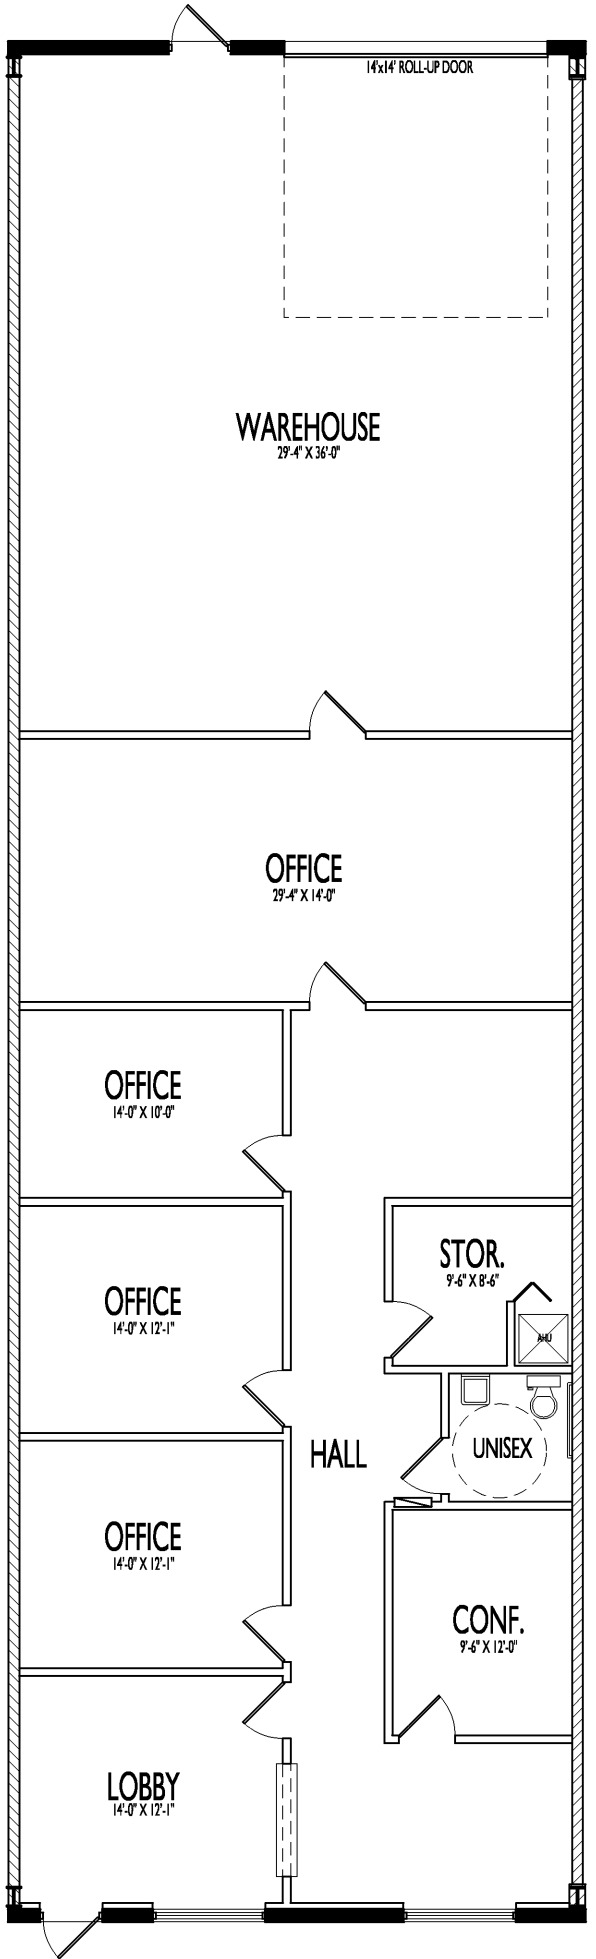 14'x14' ROLL-UP DOOR
WAREHOUSE
29'-4" X 36'-0"
OFFICE
29'-4" X 14'-0"
OFFICE
14'-0" X 10'-0"
STOR.
9'-6" X 8'-6"
OFFICE
14'-0" X 12'-1"
AHU
HALL
UNISEX
OFFICE
14'-0" X 12'-1"
CONF.
9'-6" X 12'-0"
LOBBY
14'-0" X 12'-1"